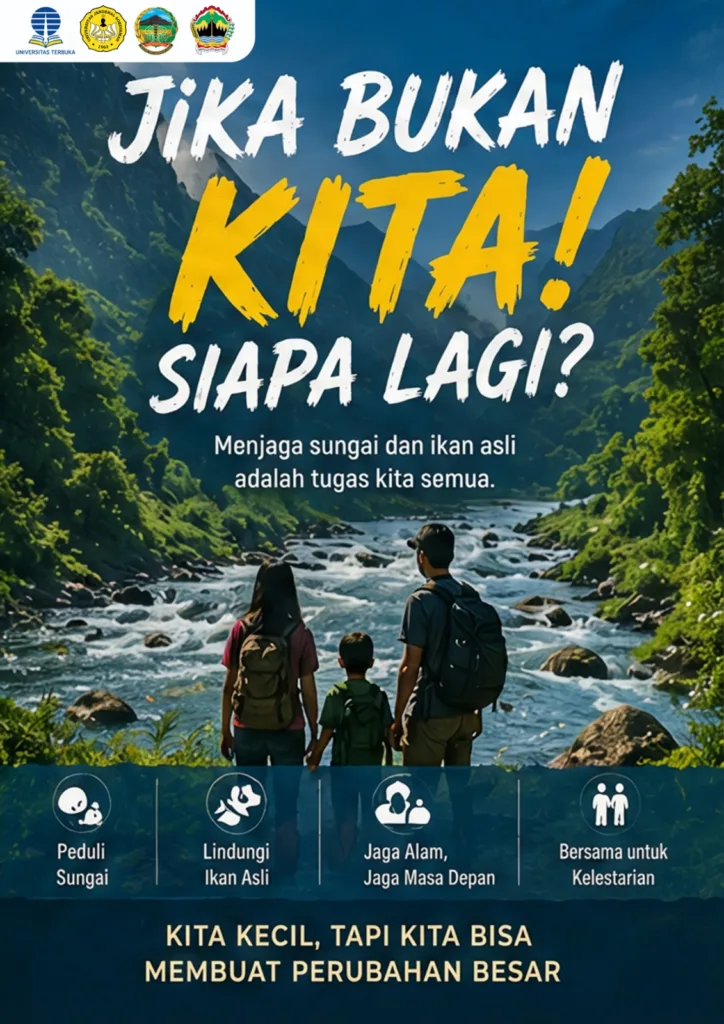 UNIVERSITAS TERBUKA
JiKA BUKAN
KITA!
SIAPA LAGI?
Menjaga sungai dan ikan asli
adalah tugas kita semua.
Peduli
Sungai
Lindungi
Ikan Asli
Jaga Alam,
Jaga Masa Depan
Bersama untuk
Kelestarian
KITA KECIL, TAPI KITA BISA
MEMBUAT PERUBAHAN BESAR